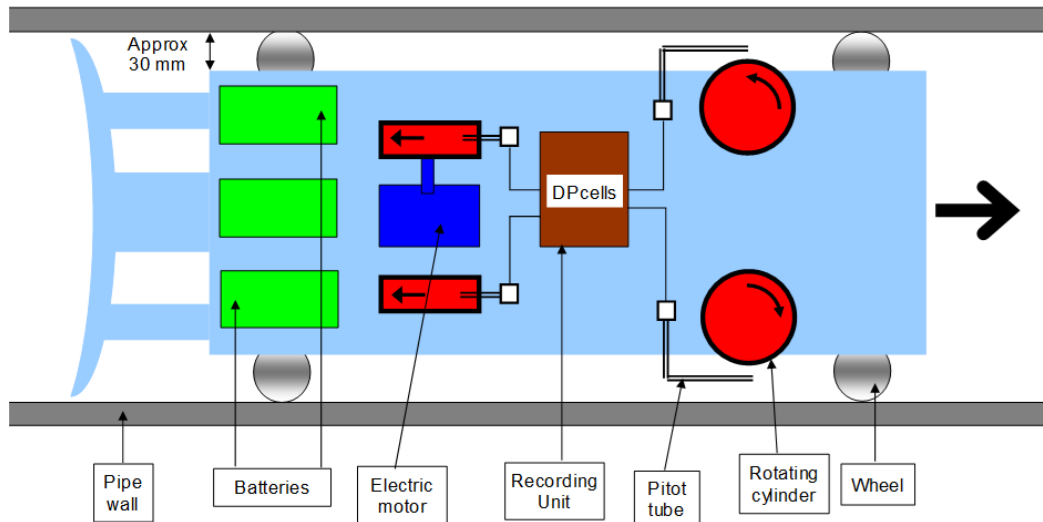 Approx
30 mm
DPcells
Pipe
wall
Batteries
Electric
motor
Recording
Unit
Pitot
tube
Rotating
cylinder
Wheel